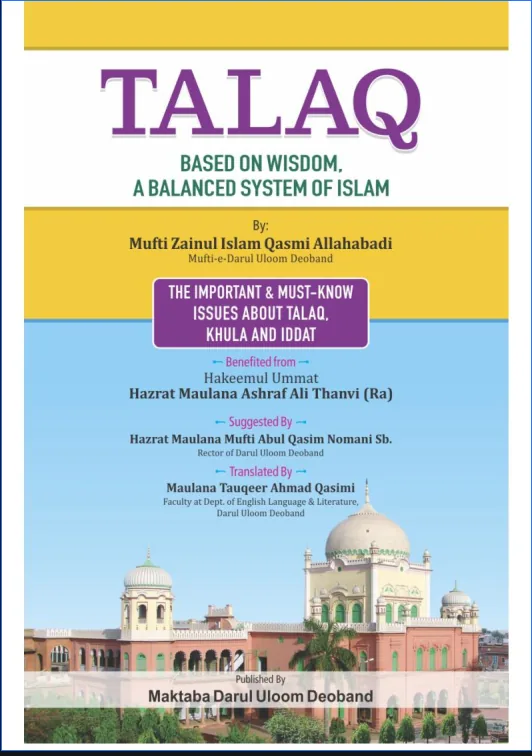 TALAQ
BASED ON WISDOM,
A BALANCED SYSTEM OF ISLAM
By:
Mufti Zainul Islam Qasmi Allahabadi
Mufti-e-Darul Uloom Deoband
THE IMPORTANT & MUST-KNOW
ISSUES ABOUT TALAQ,
KHULA AND IDDAT
Benefited from
Hakeemul Ummat
Hazrat Maulana Ashraf Ali Thanvi (Ra)
Suggested By
Hazrat Maulana Mufti Abul Qasim Nomani Sb.
Rector of Darul Uloom Deoband
Translated By
Maulana Tauqeer Ahmad Qasimi
Faculty at Dept. of English Language & Literature,
Darul Uloom Deoband
Published By
Maktaba Darul Uloom Deoband